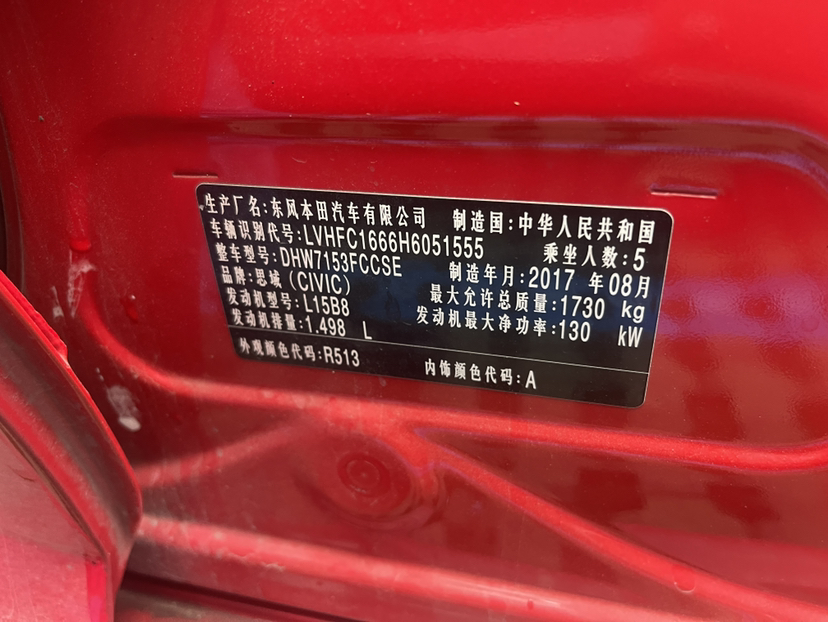 生产厂名:东风本田汽车有限公司 制造国:中华人民共和国
车辆识别代号:LVHFC1666H6051555 乘坐人数:5
整车型号:DHW7153FCCSE 制造年月:2017 年08月
品牌:思域(CIVIC) 最大允许总质量:1730 kg
发动机型号:L15B8 发动机最大净功率:130 kW
发动机排量:1.498 L
外观颜色代码:R513 内饰颜色代码:A